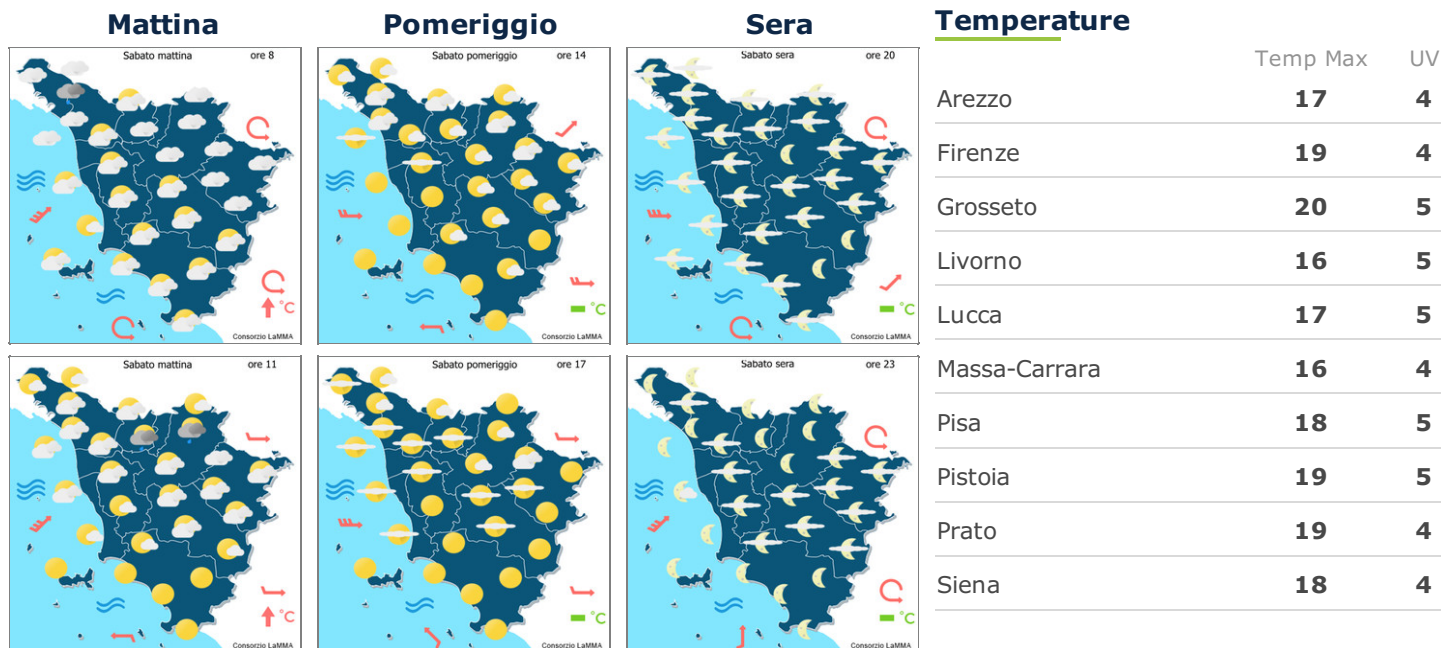 Mattina
Pomeriggio
Sera
Sabato mattina ore 8
°C
Consorzio LaMMA
Sabato pomeriggio ore 14
°C
Consorzio LaMMA
Sabato sera ore 20
°C
Consorzio LaMMA
Sabato mattina ore 11
°C
Consorzio LaMMA
Sabato pomeriggio ore 17
°C
Consorzio LaMMA
Sabato sera ore 23
°C
Consorzio LaMMA
Temperature
Temp Max UV
Arezzo 17 4
Firenze 19 4
Grosseto 20 5
Livorno 16 5
Lucca 17 5
Massa-Carrara 16 4
Pisa 18 5
Pistoia 19 5
Prato 19 4
Siena 18 4